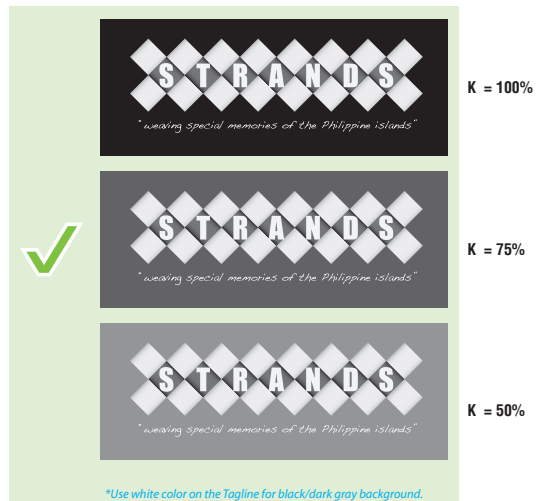 STRANDS
"weaving special memories of the Philippine islands"
K = 100%
STRANDS
"weaving special memories of the Philippine islands"
K = 75%
STRANDS
"weaving special memories of the Philippine islands"
K = 50%
*Use white color on the Tagline for black/dark gray background.